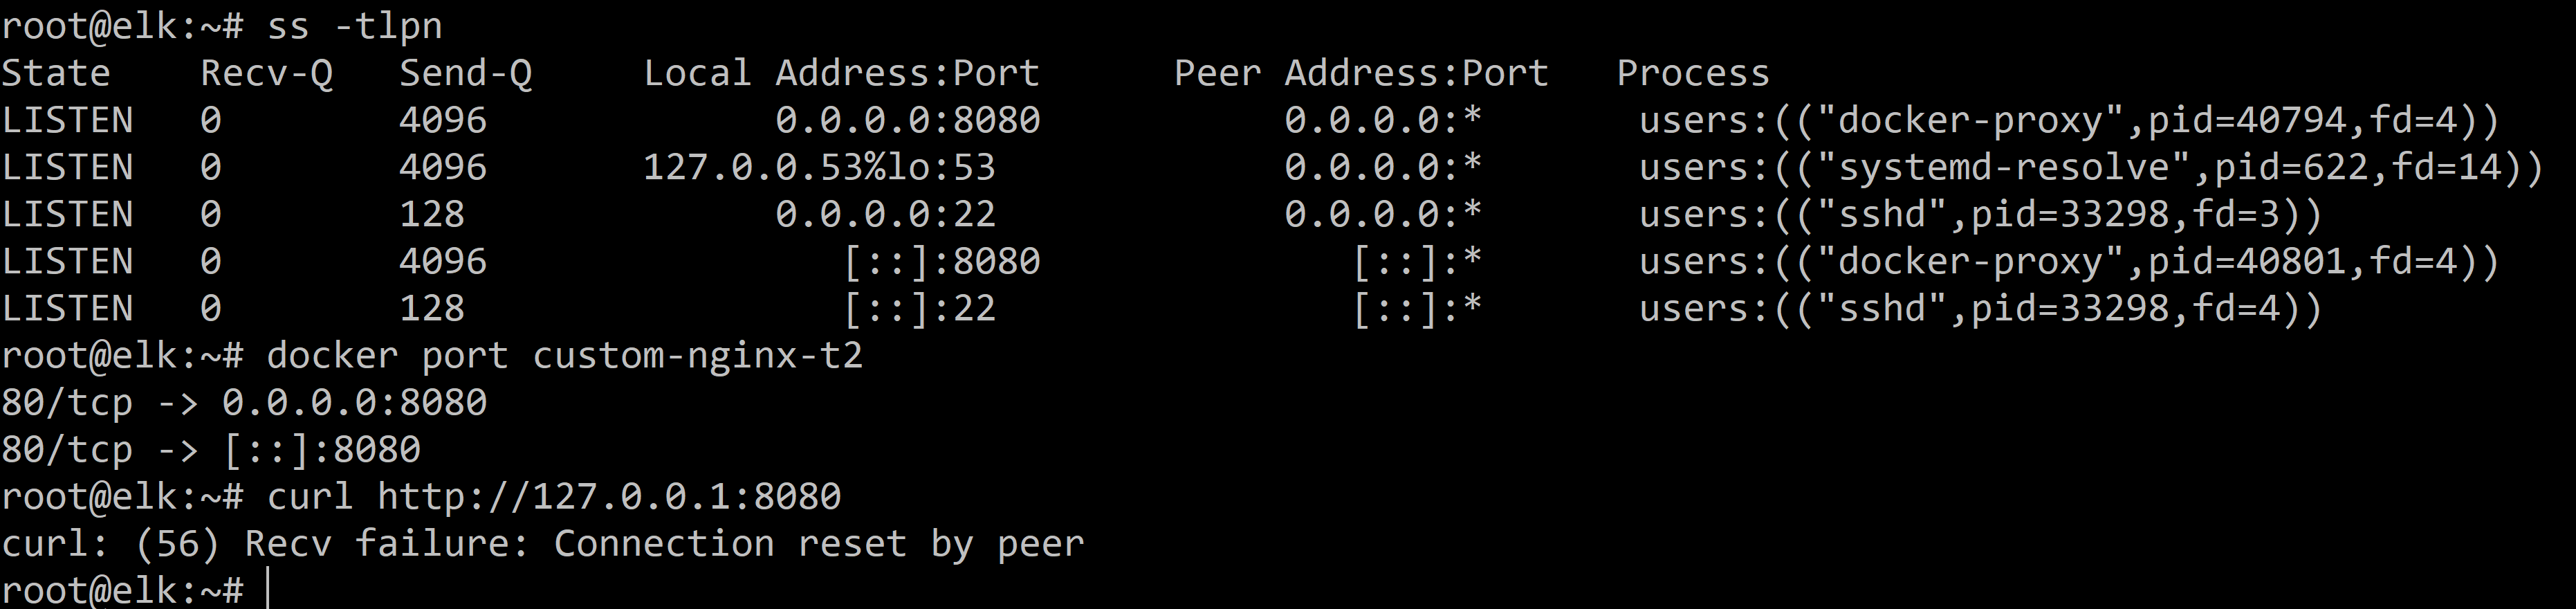 root@elk:~# ss -tlpn
State    Recv-Q   Send-Q     Local Address:Port      Peer Address:Port   Process
LISTEN   0        4096             0.0.0.0:8080           0.0.0.0:*       users:(("docker-proxy",pid=40794,fd=4))
LISTEN   0        4096       127.0.0.53%lo:53             0.0.0.0:*       users:(("systemd-resolve",pid=622,fd=14))
LISTEN   0        128              0.0.0.0:22             0.0.0.0:*       users:(("sshd",pid=33298,fd=3))
LISTEN   0        4096                [::]:8080              [::]:*       users:(("docker-proxy",pid=40801,fd=4))
LISTEN   0        128                 [::]:22                [::]:*       users:(("sshd",pid=33298,fd=4))
root@elk:~# docker port custom-nginx-t2
80/tcp -> 0.0.0.0:8080
80/tcp -> [::]:8080
root@elk:~# curl http://127.0.0.1:8080
curl: (56) Recv failure: Connection reset by peer
root@elk:~#